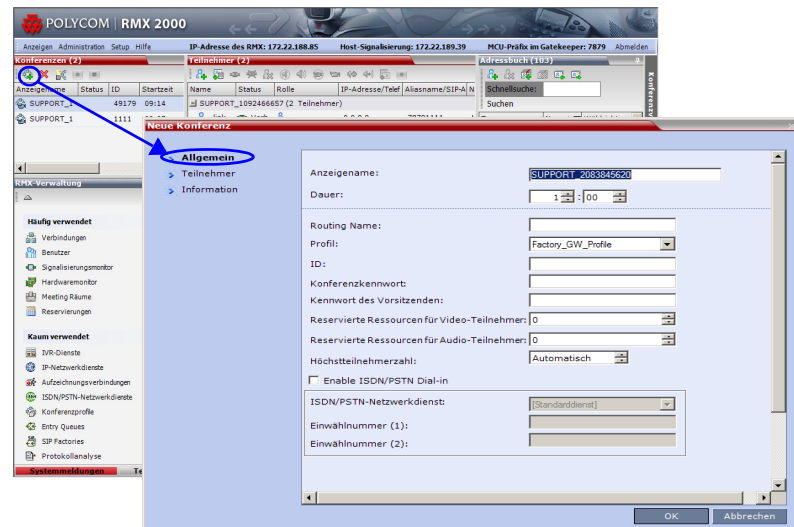 POLYCOM | RMX 2000
Anzeigen Administration Setup Hilfe IP-Adresse des RMX: 172.22.188.85 Host-Signalisierung: 172.22.189.39 MCU-Präfix im Gatekeeper: 7879 Abmelden
Konferenzen (2)
Anzeigename Status ID Startzeit
SUPPORT_1 49179 09:14
SUPPORT_1 1111
Teilnehmer (2)
Name Status Rolle IP-Adresse/Telef Aliasname/SIP-A N
SUPPORT_1092466657 (2 Teilnehmer)
Adressbuch (103)
Schnellsuche:
Suchen
RMX-Verwaltung
Häufig verwendet
Verbindungen
Benutzer
Signalisierungsmonitor
Hardwaremonitor
Meeting Räume
Reservierungen
Kaum verwendet
IVR-Dienste
IP-Netzwerkdienste
Aufzeichnungsverbindungen
ISDN/PSTN-Netzwerkdienste
Konferenzprofile
Entry Queues
SIP Factories
Protokollanalyse
Systemmeldungen Te
Neue Konferenz
Allgemein
Teilnehmer
Information
Anzeigename: SUPPORT_2083845620
Dauer: 1 : 00
Routing Name:
Profil: Factory_GW_Profile
ID:
Konferenzkennwort:
Kennwort des Vorsitzenden:
Reservierte Ressourcen für Video-Teilnehmer: 0
Reservierte Ressourcen für Audio-Teilnehmer: 0
Höchstteilnehmerzahl: Automatisch
Enable ISDN/PSTN Dial-in
ISDN/PSTN-Netzwerkdienst: [Standarddienst]
Einwählnummer (1):
Einwählnummer (2):
OK Abbrechen